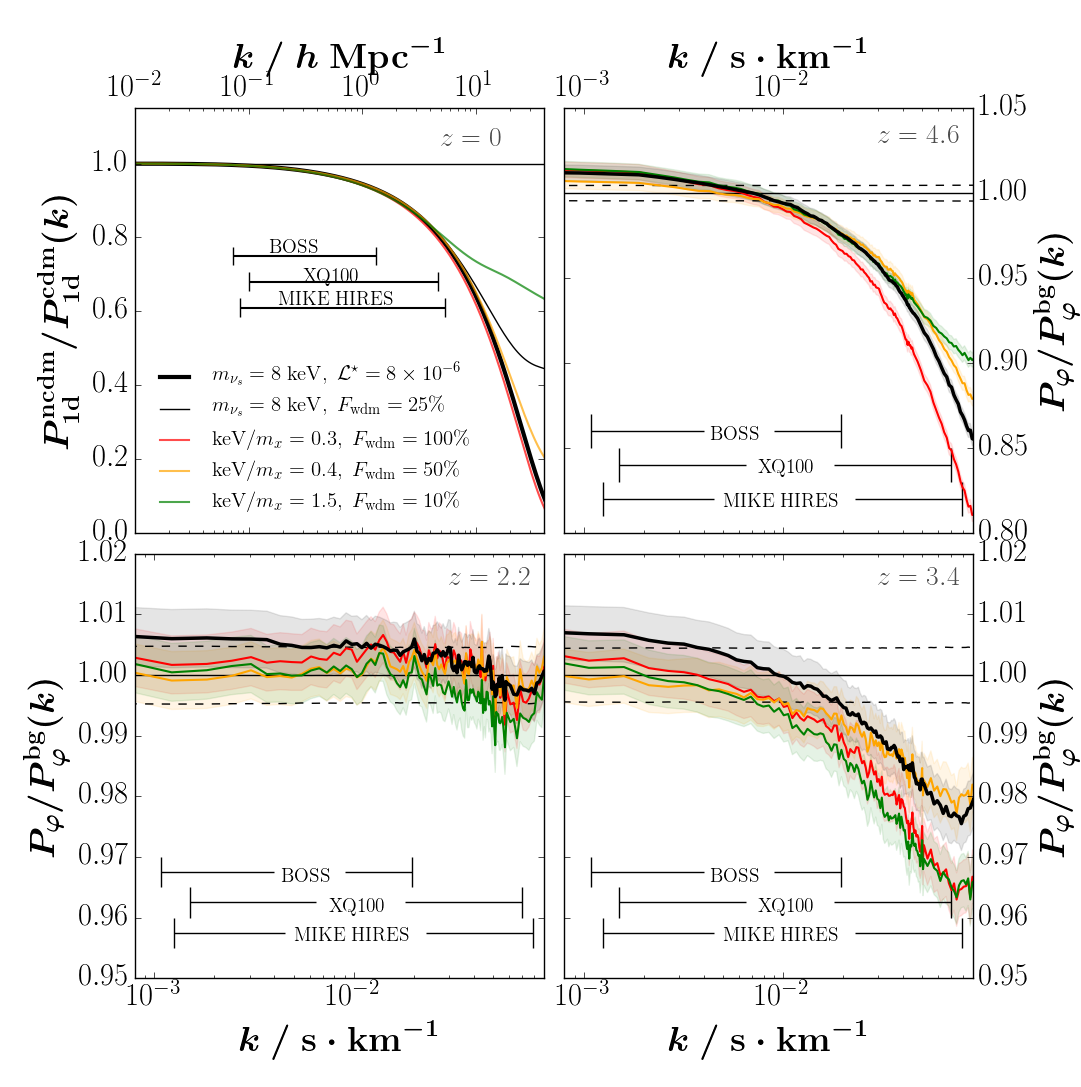 k / h Mpc⁻¹
10⁻² 10⁻¹ 10⁰ 10¹
k / s · km⁻¹
10⁻³ 10⁻²
z = 0
1.0
0.8
0.6
0.4
0.2
0.0
P₁dⁿᶜᵈᵐ/P₁dᶜᵈᵐ(k)
BOSS
XQ100
MIKE HIRES
m_{ν_s} = 8 keV, 𝓛* = 8 × 10⁻⁶
m_{ν_s} = 8 keV, F_wdm = 25%
keV/m_x = 0.3, F_wdm = 100%
keV/m_x = 0.4, F_wdm = 50%
keV/m_x = 1.5, F_wdm = 10%
z = 4.6
1.05
1.00
0.95
0.90
0.85
0.80
P_φ/P_φ^bg(k)
BOSS
XQ100
MIKE HIRES
z = 2.2
1.02
1.01
1.00
0.99
0.98
0.97
0.96
0.95
P_φ/P_φ^bg(k)
BOSS
XQ100
MIKE HIRES
10⁻³ 10⁻²
k / s · km⁻¹
z = 3.4
1.02
1.01
1.00
0.99
0.98
0.97
0.96
0.95
P_φ/P_φ^bg(k)
BOSS
XQ100
MIKE HIRES
10⁻³ 10⁻²
k / s · km⁻¹